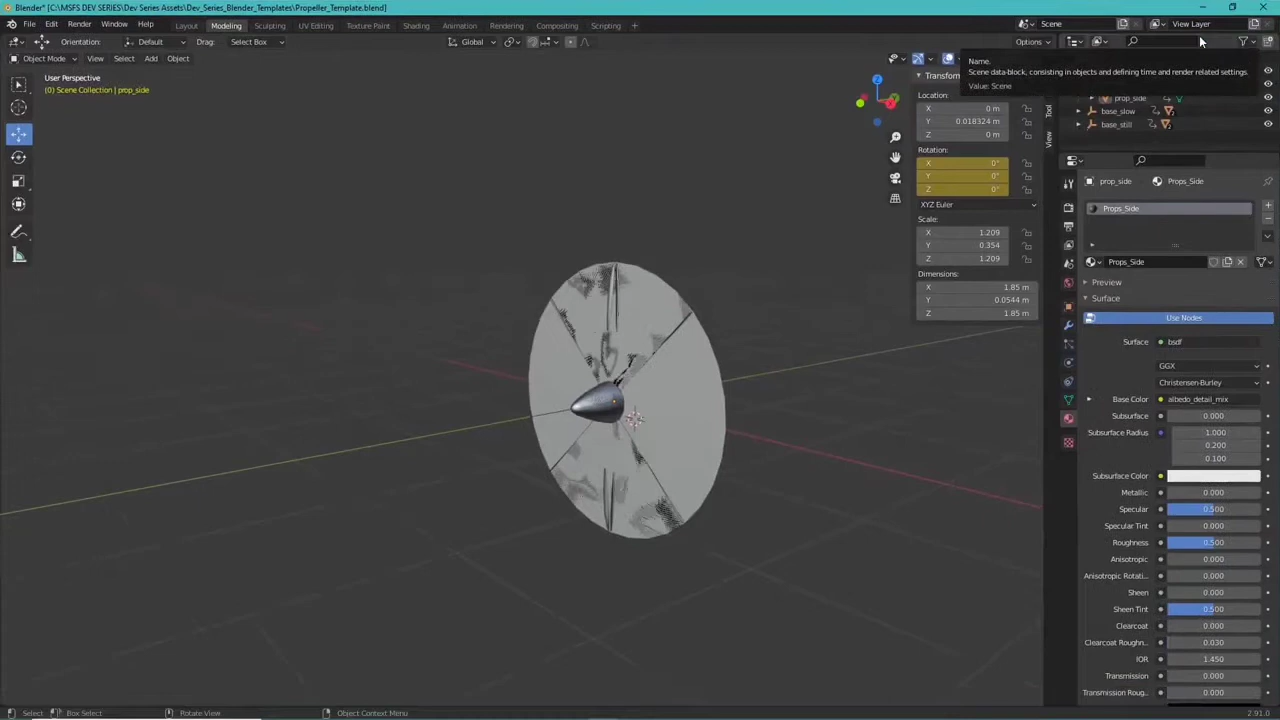 Blender* [C:\MSFS DEV SERIES\Dev Series Assets\Dev_Series_Blender_Templates\Propeller_Template.blend]
File Edit Render Window Help Layout Modeling Sculpting UV Editing Texture Paint Shading Animation Rendering Compositing Scripting + Scene View Layer
Orientation: Default Drag: Select Box Global Options
Object Mode View Select Add Object
User Perspective
(0) Scene Collection | prop_side
Name.
Scene data-block, consisting in objects and defining time and render related settings.
Value: Scene
prop_side
base_slow
base_still
Transform
Location:
X 0 m
Y 0.018324 m
Z 0 m
Rotation:
X 0°
Y 0°
Z 0°
XYZ Euler
Scale:
X 1.209
Y 0.354
Z 1.209
Dimensions:
X 1.85 m
Y 0.0544 m
Z 1.85 m
Tool
View
prop_side Props_Side
Props_Side
Props_Side
Preview
Surface
Use Nodes
Surface bsdf
GGX
Christensen-Burley
Base Color albedo_detail_mix
Subsurface 0.000
Subsurface Radius 1.000
0.200
0.100
Subsurface Color
Metallic 0.000
Specular 0.500
Specular Tint 0.000
Roughness 0.500
Anisotropic 0.000
Anisotropic Rotati... 0.000
Sheen 0.000
Sheen Tint 0.500
Clearcoat 0.000
Clearcoat Roughn... 0.030
IOR 1.450
Transmission 0.000
Transmission Roug... 0.000
Select Box Select Rotate View Object Context Menu 2.91.0